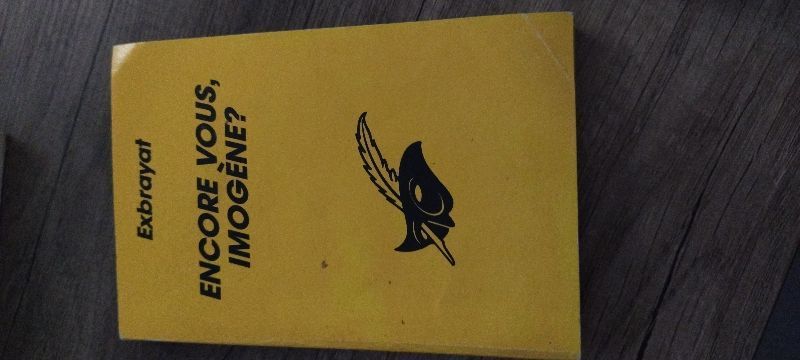 Exbrayat
ENCORE VOUS,
IMOGÈNE?